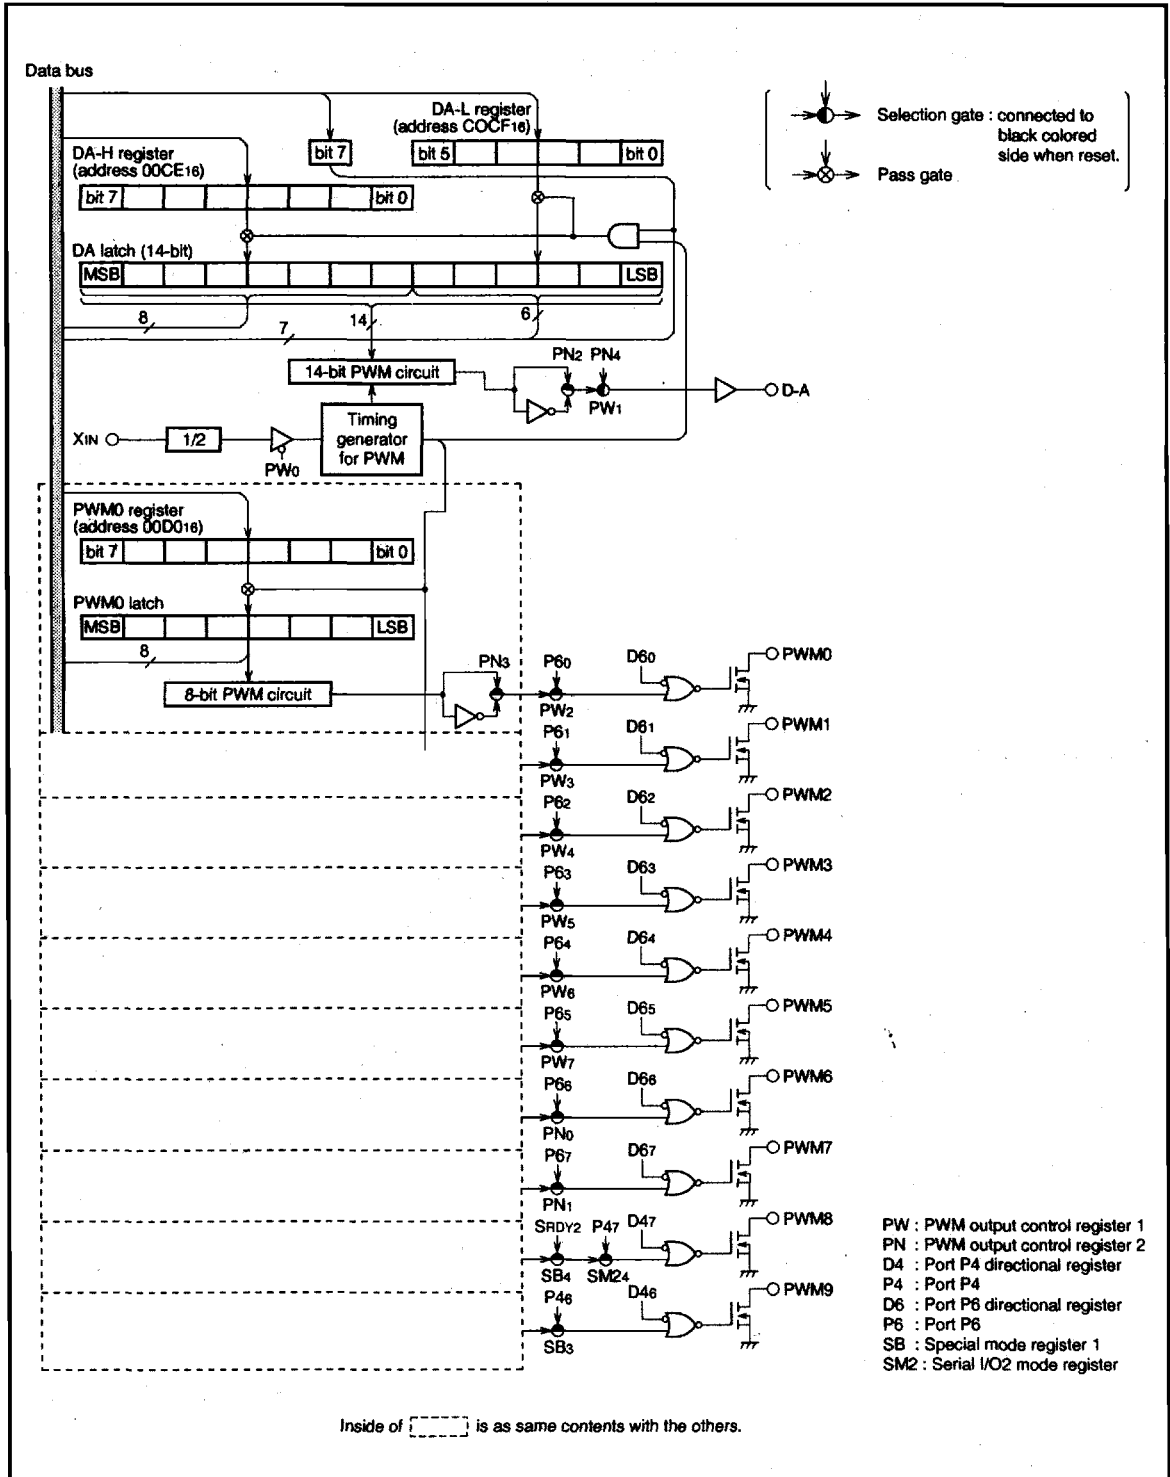 Data bus
DA-L register
(address COCF16)
bit 7
bit 5
bit 0
Selection gate : connected to
black colored
side when reset.
Pass gate
DA-H register
(address 00CE16)
bit 7
bit 0
DA latch (14-bit)
MSB
LSB
8
7
14
6
14-bit PWM circuit
PN2 PN4
PW1
D-A
XIN
1/2
PW0
Timing
generator
for PWM
PWM0 register
(address 00D016)
bit 7
bit 0
PWM0 latch
MSB
LSB
8
8-bit PWM circuit
PN3
P60
PW2
D60
PWM0
P61
PW3
D61
PWM1
P62
PW4
D62
PWM2
P63
PW5
D63
PWM3
P64
PW6
D64
PWM4
P65
PW7
D65
PWM5
P66
PN0
D66
PWM6
P67
PN1
D67
PWM7
SRDY2
P47
SB4
SM24
D47
PWM8
P46
SB3
D46
PWM9
PW : PWM output control register 1
PN : PWM output control register 2
D4 : Port P4 directional register
P4 : Port P4
D6 : Port P6 directional register
P6 : Port P6
SB : Special mode register 1
SM2 : Serial I/O2 mode register
Inside of is as same contents with the others.